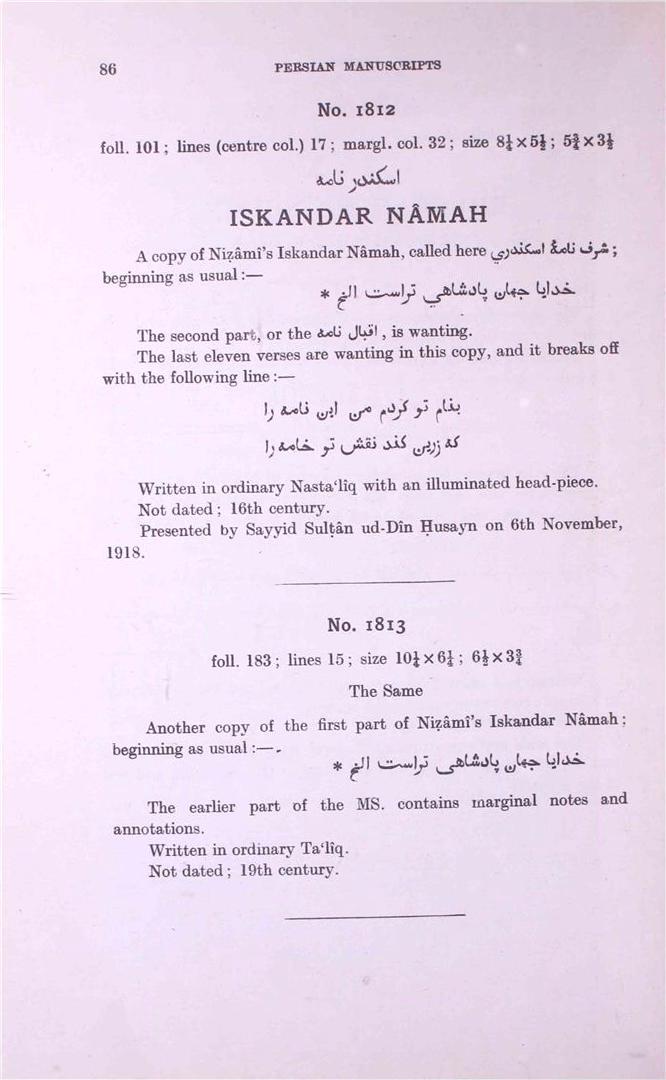 86 PERSIAN MANUSCRIPTS
No. 1812
foll. 101 ; lines (centre col.) 17 ; margl. col. 32 ; size 8¼ × 5½ ; 5¾ × 3½
اسکندر نامه
ISKANDAR NÂMAH
A copy of Niẓâmî's Iskandar Nâmah, called here شرف نامهٔ اسکندري ;
beginning as usual :—
خدایا جهان پادشاهي تراست الخ *
The second part, or the اقبال نامه , is wanting.
The last eleven verses are wanting in this copy, and it breaks off
with the following line :—
بنام تو کردم من این نامه را
که زرین کند نقش تو خامه را
Written in ordinary Nasta‘lîq with an illuminated head-piece.
Not dated ; 16th century.
Presented by Sayyid Sulṭân ud-Dîn Ḥusayn on 6th November,
1918.
No. 1813
foll. 183 ; lines 15 ; size 10¼ × 6¼ ; 6½ × 3¾
The Same
Another copy of the first part of Niẓâmî's Iskandar Nâmah ;
beginning as usual :—
خدایا جهان پادشاهي تراست الخ *
The earlier part of the MS. contains marginal notes and
annotations.
Written in ordinary Ta‘lîq.
Not dated ; 19th century.